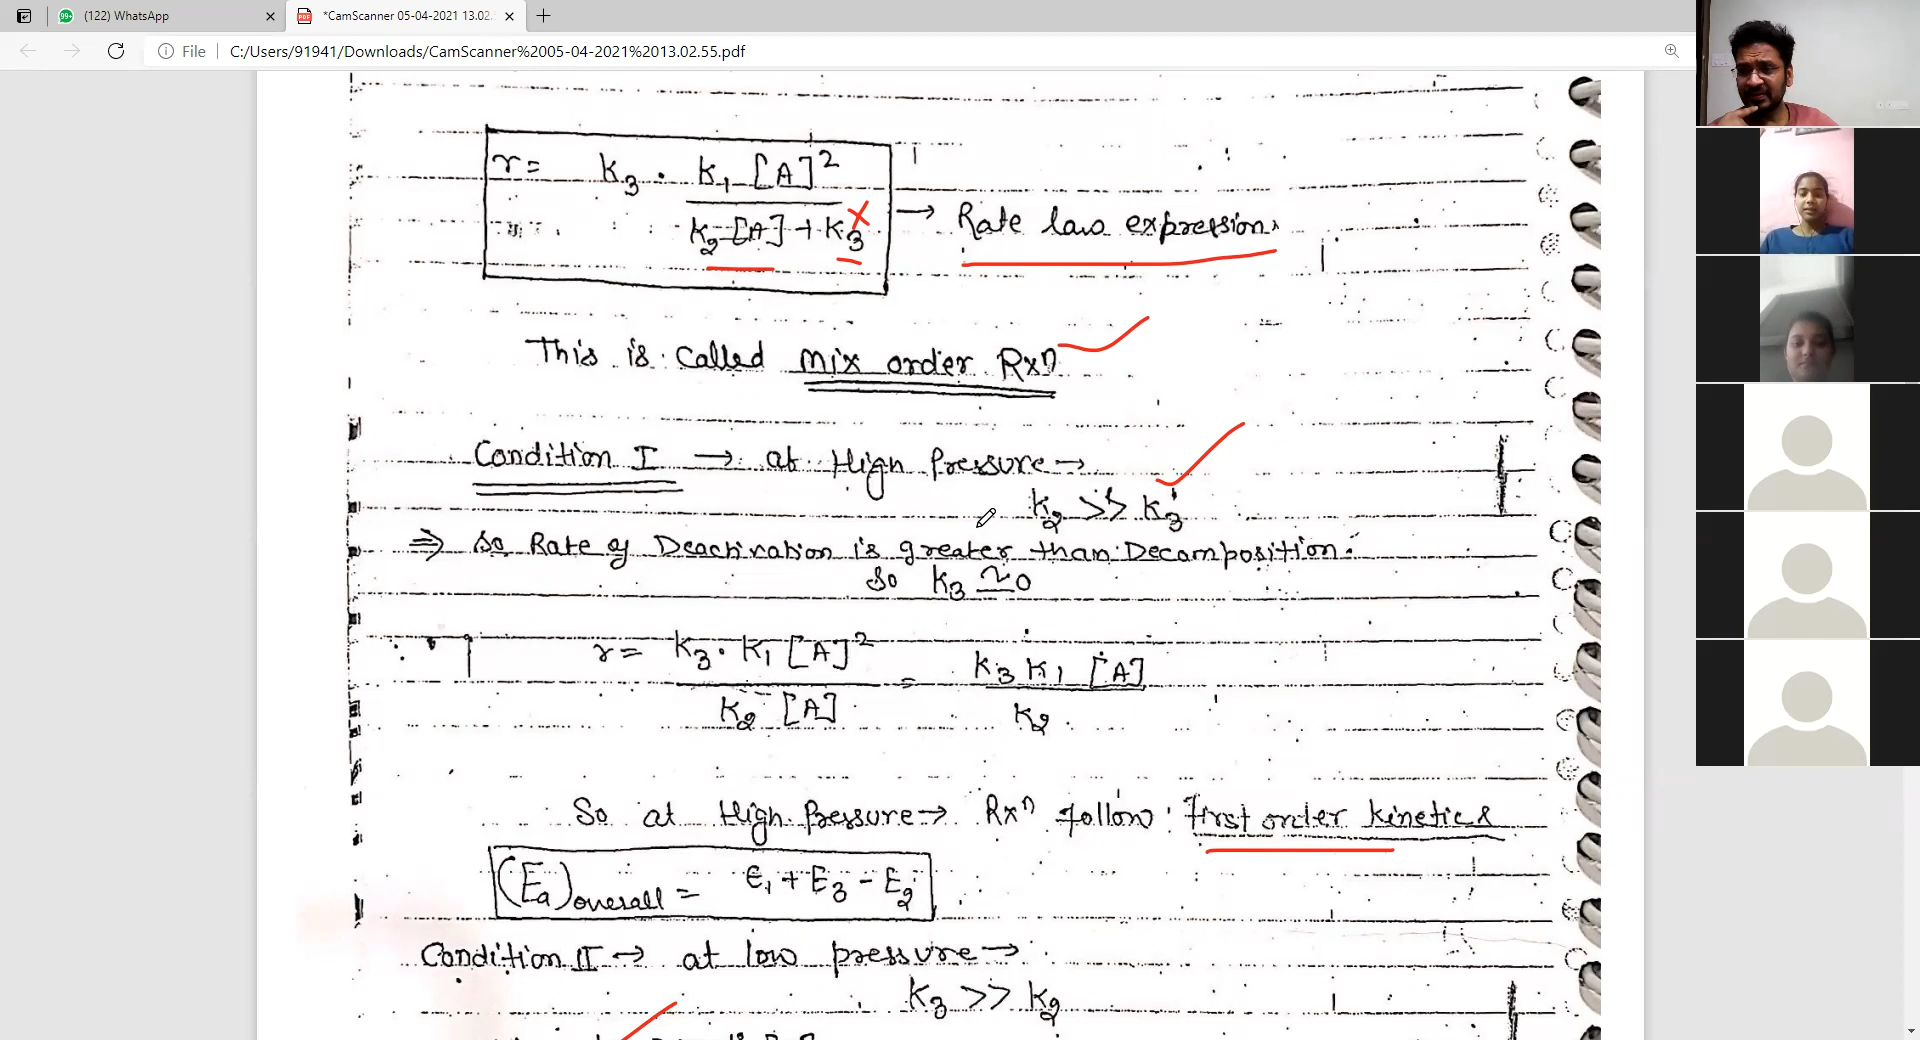 (122) WhatsApp
*CamScanner 05-04-2021 13.02.
File C:/Users/91941/Downloads/CamScanner%2005-04-2021%2013.02.55.pdf
r = K3 . K1 [A]²
K2 [A] + K3
→ Rate law expression
This is called Mix order Rxn
Condition I → at High Pressure →
K2 >> K3
⇒ So Rate of Deactivation is greater than Decomposition.
So K3 ≃ 0
r = K3 . K1 [A]² = K3 K1 [A]
K2 [A] K2
So at High Pressure → Rxn follow first order kinetics
(Ea)overall = E1 + E3 - E2
Condition II → at low pressure →
K3 >> K2